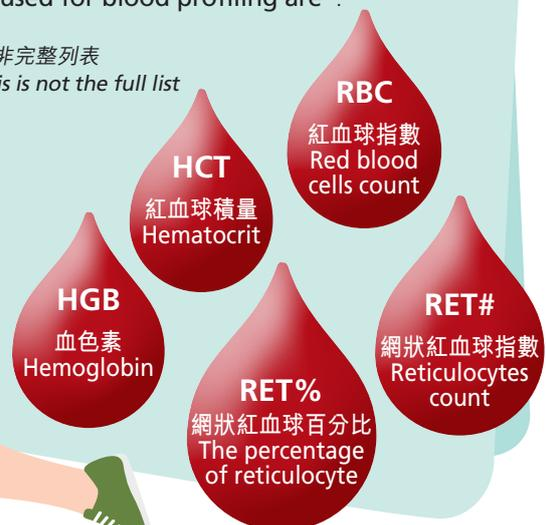 used for blood profiling are
非完整列表
is is not the full list
RBC
紅血球指數
Red blood
cells count
HCT
紅血球積量
Hematocrit
HGB
血色素
Hemoglobin
RET%
網狀紅血球百分比
The percentage
of reticulocyte
RET#
網狀紅血球指數
Reticulocytes
count